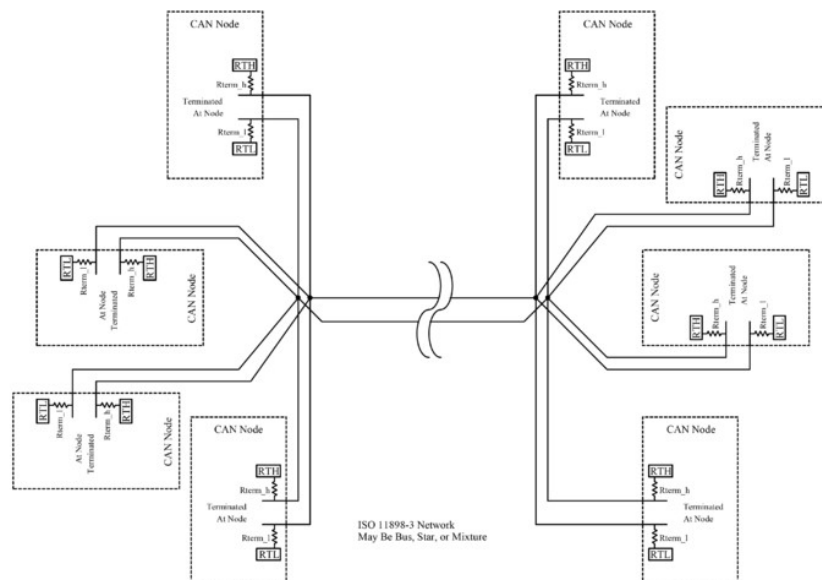 CAN Node
RTH
Rterm_h
Terminated
At Node
Rterm_l
RTL
CAN Node
RTH
Rterm_h
Terminated
At Node
Rterm_l
RTL
CAN Node
RTH
Rterm_h
Terminated
At Node
Rterm_l
RTL
RTL
Rterm_l
At Node
Terminated
Rterm_h
RTH
CAN Node
CAN Node
RTH
Rterm_h
Terminated
At Node
Rterm_l
RTL
RTL
Rterm_l
At Node
Terminated
Rterm_h
RTH
CAN Node
CAN Node
RTH
Rterm_h
Terminated
At Node
Rterm_l
RTL
ISO 11898-3 Network
May Be Bus, Star, or Mixture
CAN Node
RTH
Rterm_h
Terminated
At Node
Rterm_l
RTL